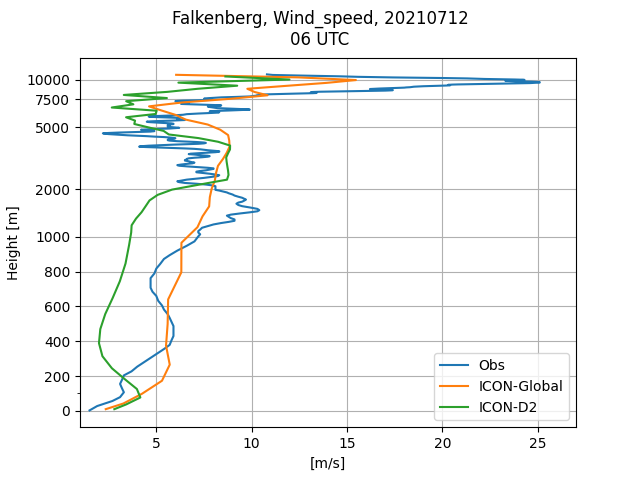 Falkenberg, Wind_speed, 20210712
06 UTC
Height [m]
10000
7500
5000
2000
1000
800
600
400
200
0
5 10 15 20 25
[m/s]
Obs
ICON-Global
ICON-D2